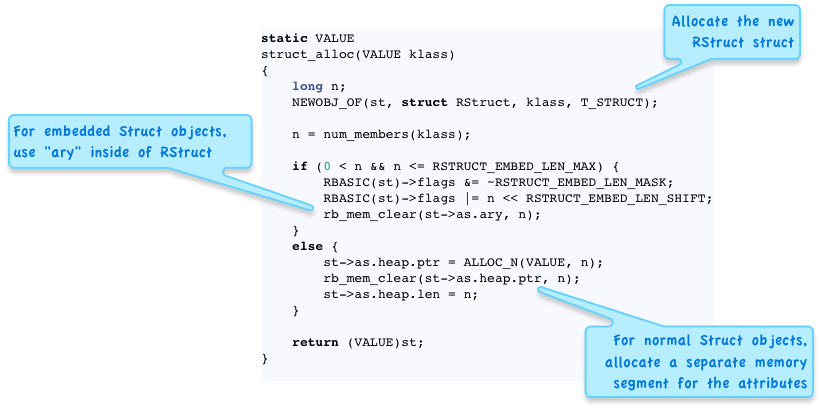 Allocate the new
RStruct struct
static VALUE
struct_alloc(VALUE klass)
{
    long n;
    NEWOBJ_OF(st, struct RStruct, klass, T_STRUCT);
    n = num_members(klass);
For embedded Struct objects,
use "ary" inside of RStruct
    if (0 < n && n <= RSTRUCT_EMBED_LEN_MAX) {
        RBASIC(st)->flags &= ~RSTRUCT_EMBED_LEN_MASK;
        RBASIC(st)->flags |= n << RSTRUCT_EMBED_LEN_SHIFT;
        rb_mem_clear(st->as.ary, n);
    }
    else {
        st->as.heap.ptr = ALLOC_N(VALUE, n);
        rb_mem_clear(st->as.heap.ptr, n);
        st->as.heap.len = n;
    }
    return (VALUE)st;
}
For normal Struct objects,
allocate a separate memory
segment for the attributes